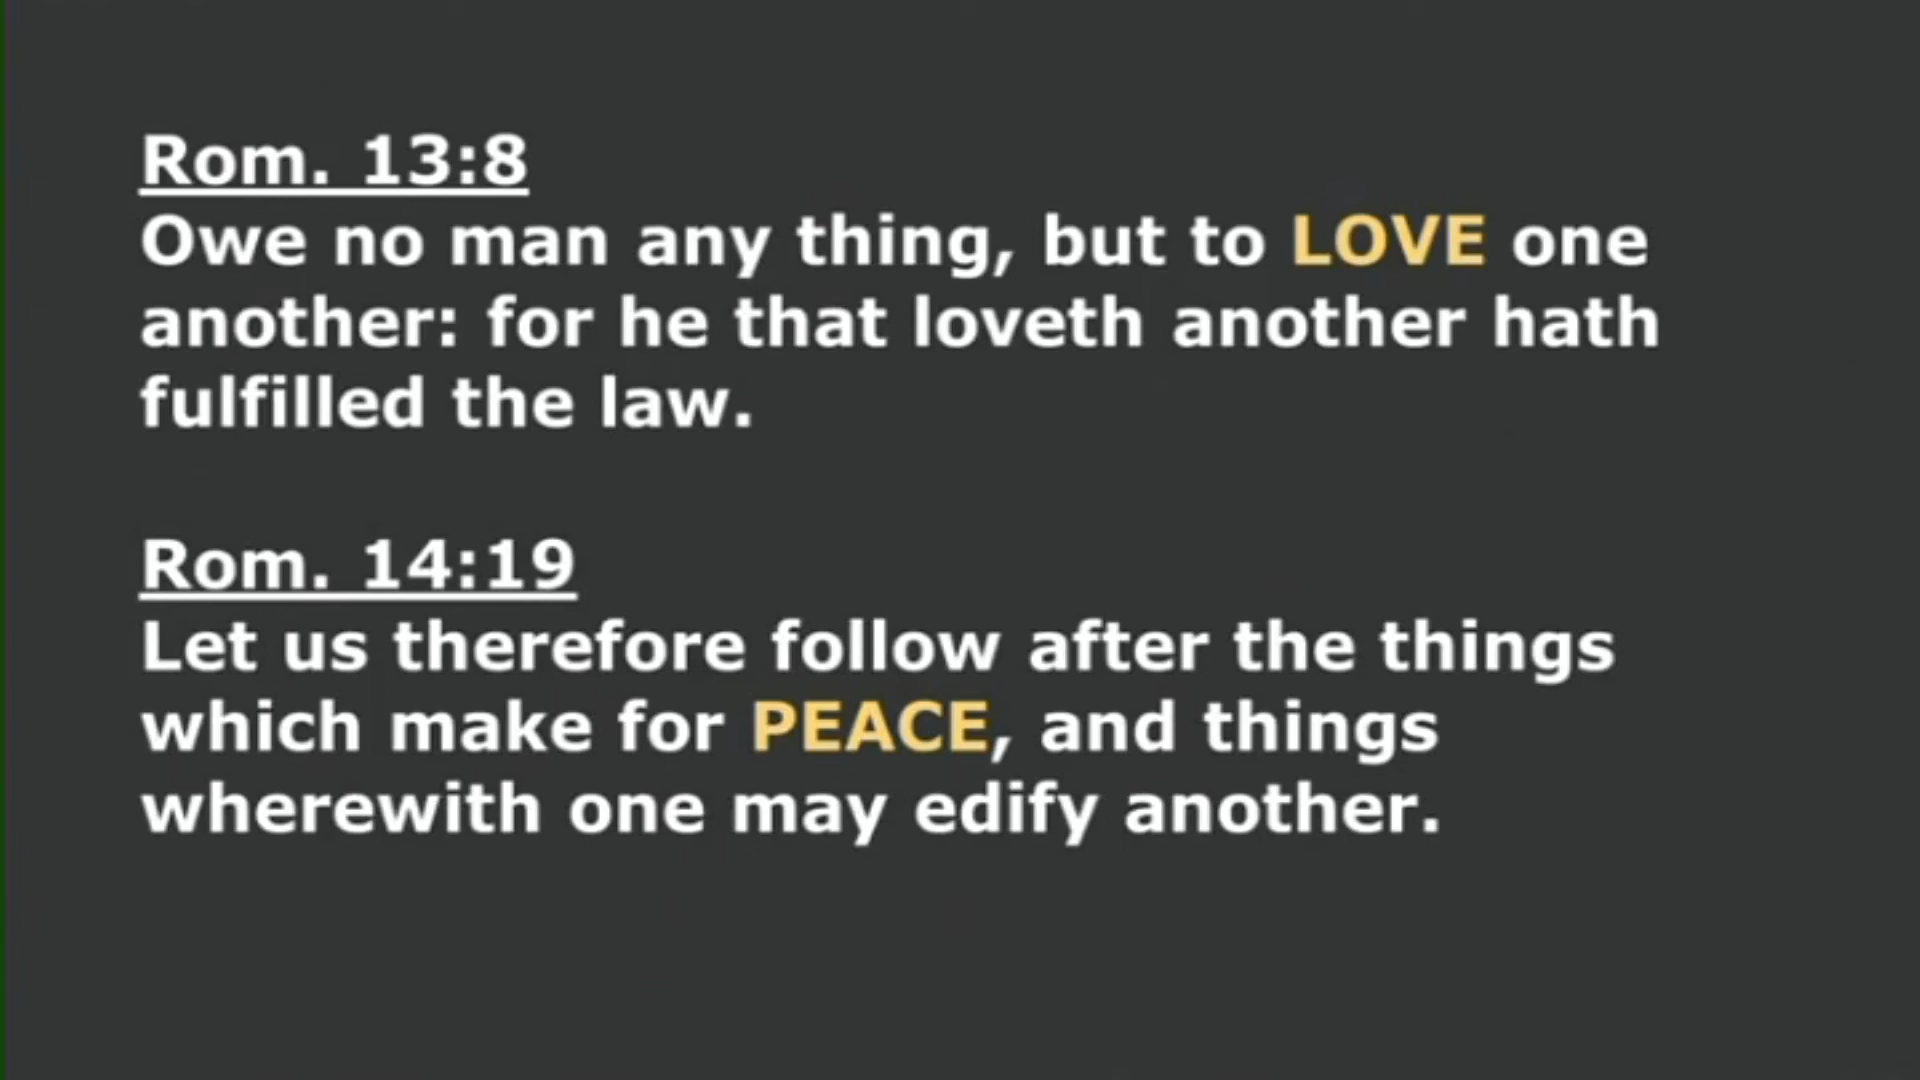 Rom. 13:8
Owe no man any thing, but to LOVE one
another: for he that loveth another hath
fulfilled the law.
Rom. 14:19
Let us therefore follow after the things
which make for PEACE, and things
wherewith one may edify another.